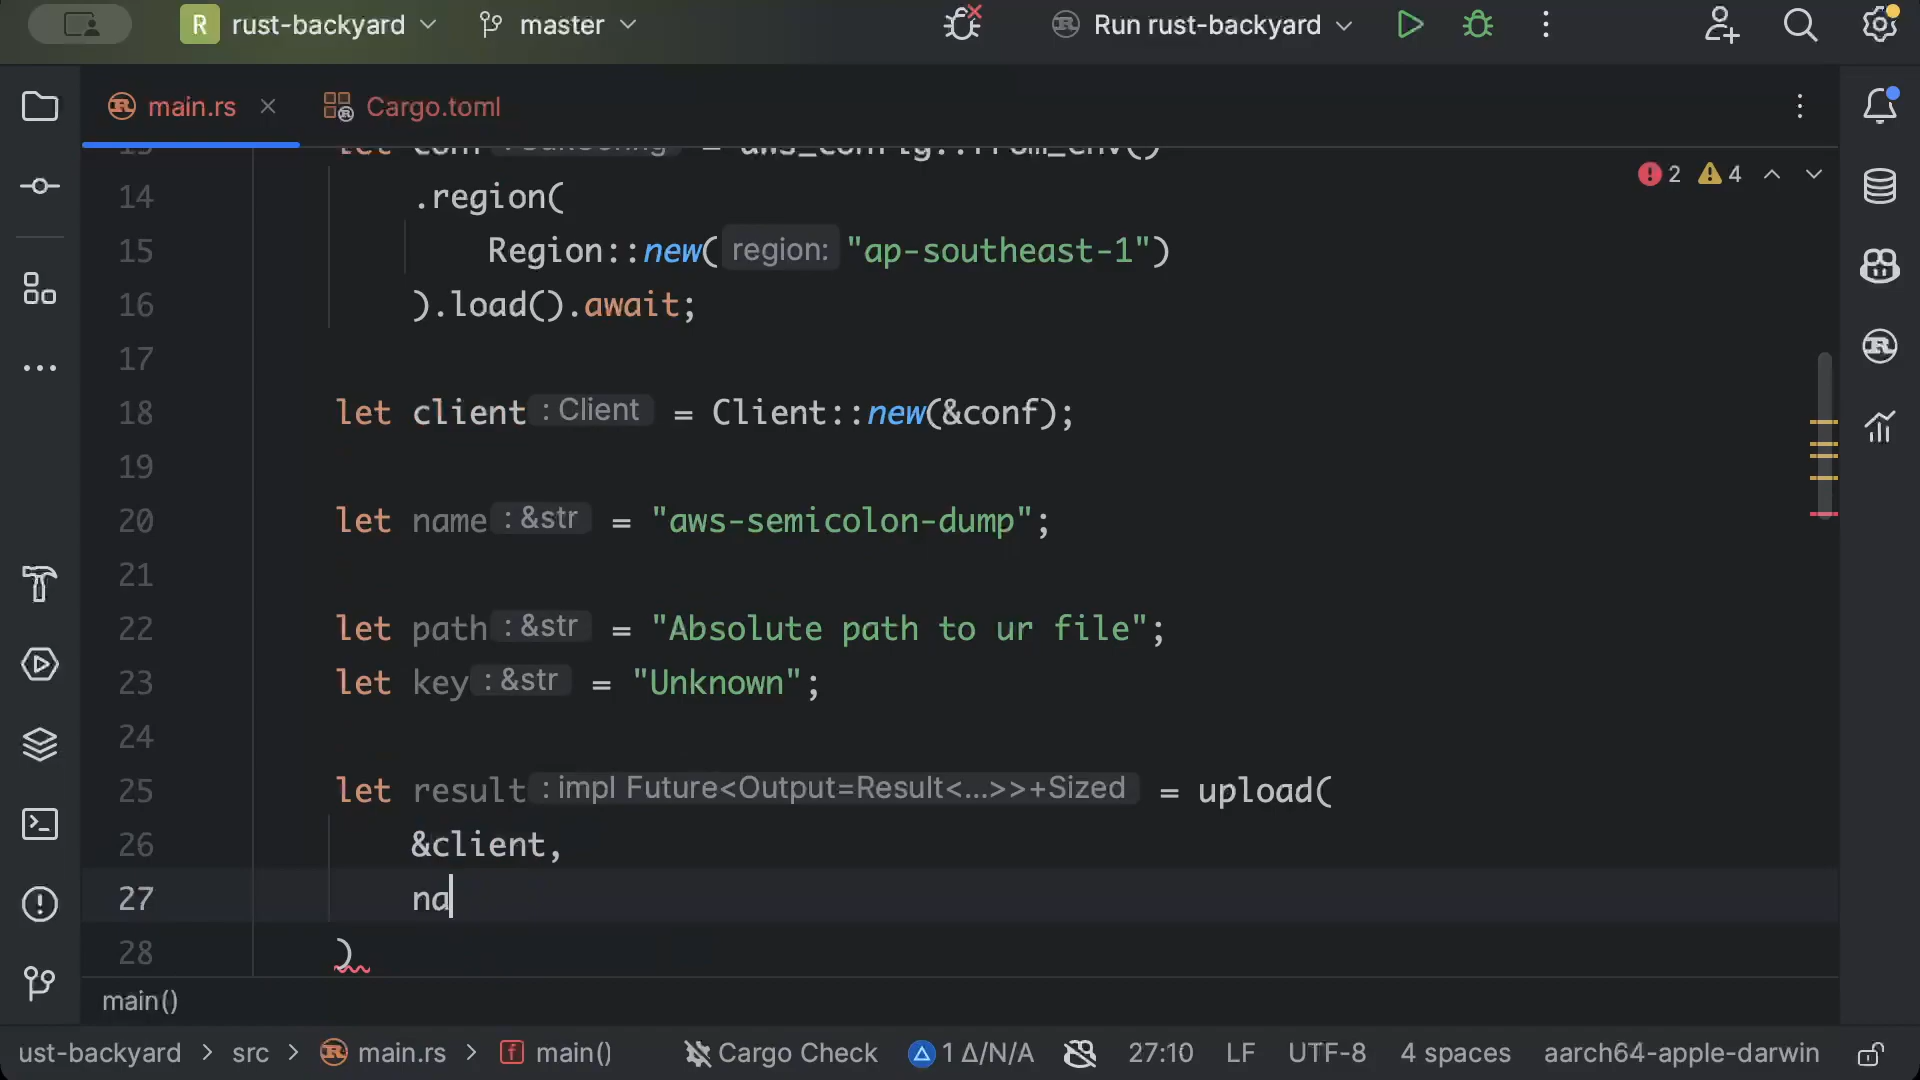 R rust-backyard master Run rust-backyard
main.rs Cargo.toml
2 4
14 .region(
15 Region::new( region: "ap-southeast-1")
16 ).load().await;
17
18 let client : Client = Client::new(&conf);
19
20 let name : &str = "aws-semicolon-dump";
21
22 let path : &str = "Absolute path to ur file";
23 let key : &str = "Unknown";
24
25 let result : impl Future<Output=Result<...>>+Sized = upload(
26 &client,
27 na
28 )
main()
ust-backyard > src > main.rs > f main() Cargo Check 1 Δ/N/A 27:10 LF UTF-8 4 spaces aarch64-apple-darwin